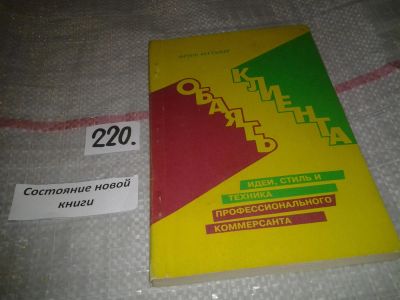 ОБАЯТЬ
КЛИЕНТА
ИДЕИ, СТИЛЬ И
ТЕХНИКА
ПРОФЕССИОНАЛЬНОГО
КОММЕРСАНТА
220.
Состояние новой
книги